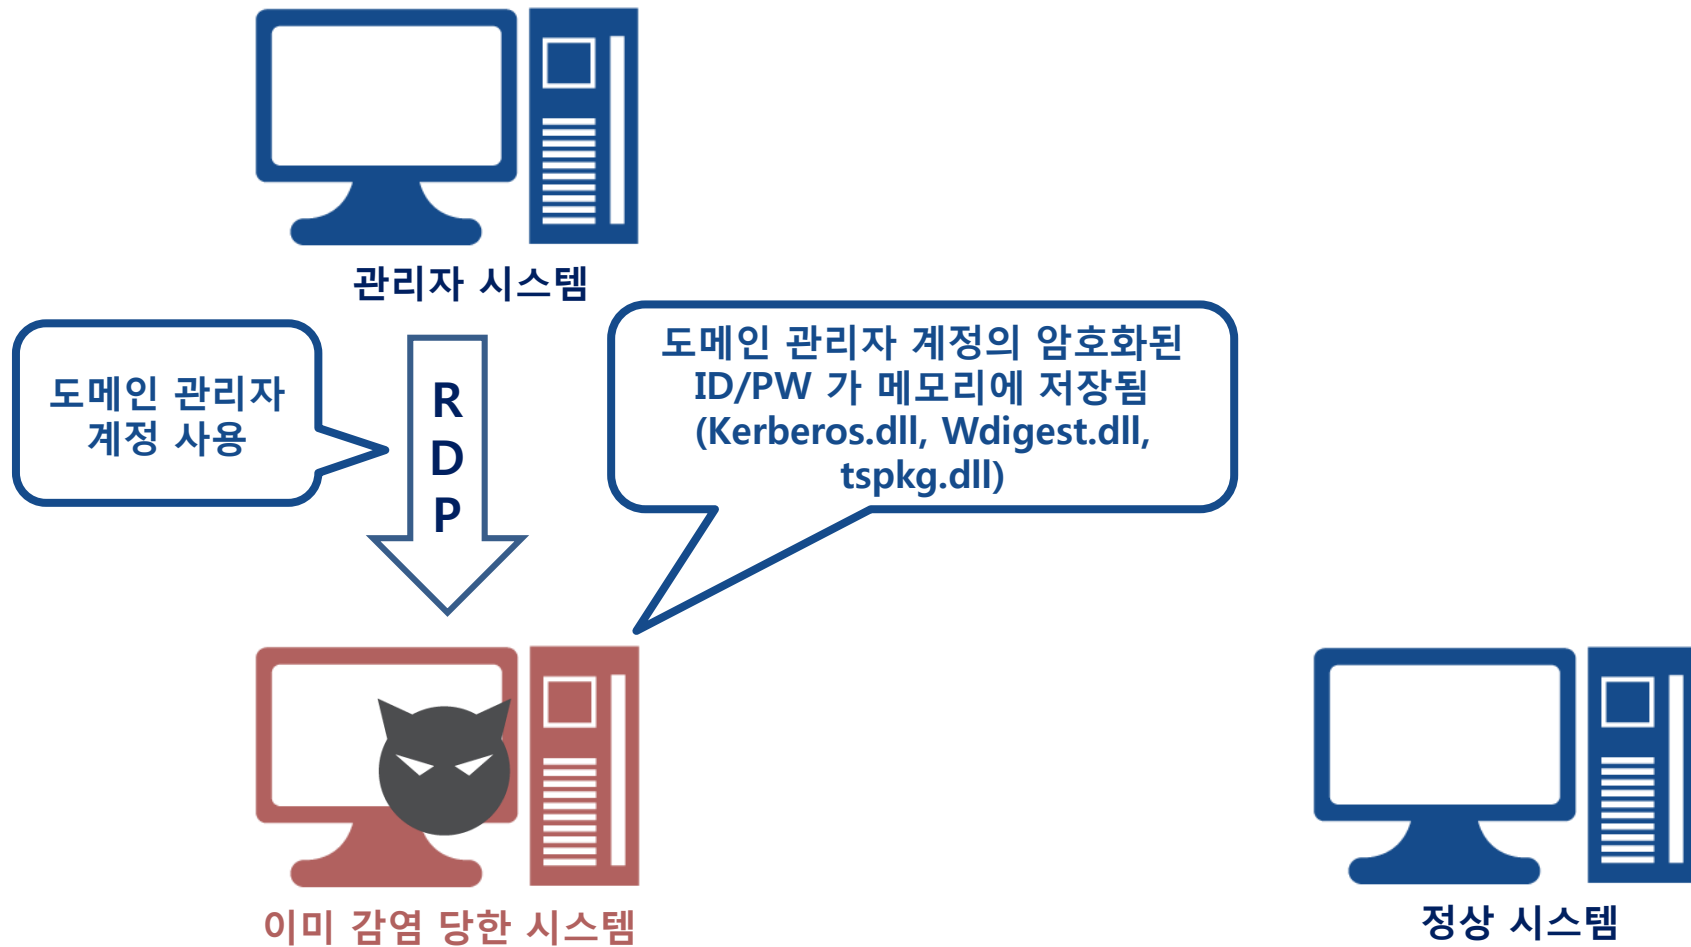 관리자 시스템
도메인 관리자
계정 사용
R
D
P
도메인 관리자 계정의 암호화된
ID/PW 가 메모리에 저장됨
(Kerberos.dll, Wdigest.dll,
tspkg.dll)
이미 감염 당한 시스템
정상 시스템